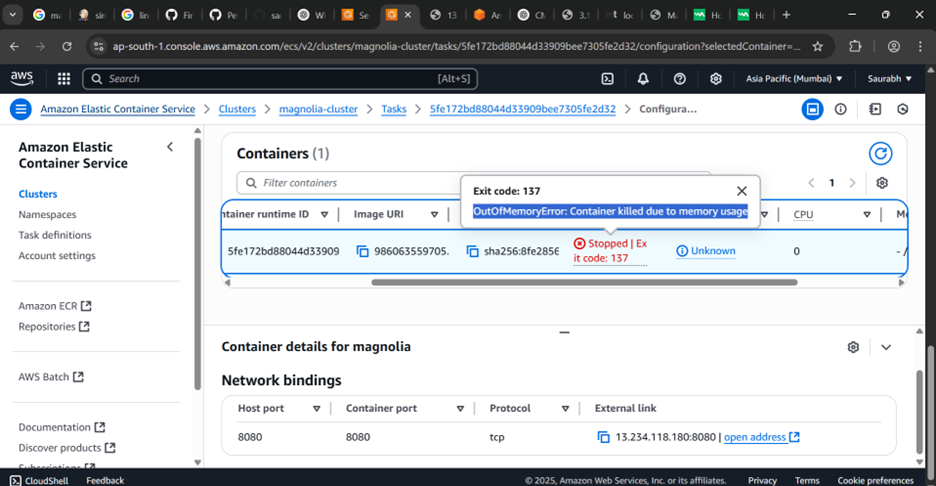 ma
sin
lin
Fir
Pe
sa
Wl
Se
13
An
Cl
3.1
loc
M
Ho
Ho
ap-south-1.console.aws.amazon.com/ecs/v2/clusters/magnolia-cluster/tasks/5fe172bd88044d33909bee7305fe2d32/configuration?selectedContainer=...
aws
Search
[Alt+S]
Asia Pacific (Mumbai)
Saurabh
Amazon Elastic Container Service
Clusters
magnolia-cluster
Tasks
5fe172bd88044d33909bee7305fe2d32
Configura...
Amazon Elastic
Container Service
Clusters
Namespaces
Task definitions
Account settings
Amazon ECR
Repositories
AWS Batch
Documentation
Discover products
Subscriptions
Containers (1)
Filter containers
1
Exit code: 137
OutOfMemoryError: Container killed due to memory usage
ntainer runtime ID
Image URI
CPU
M
5fe172bd88044d33909
986063559705.
sha256:8fe2856
Stopped | Ex
it code: 137
Unknown
0
- /
Container details for magnolia
Network bindings
Host port
Container port
Protocol
External link
8080
8080
tcp
13.234.118.180:8080 | open address
CloudShell
Feedback
© 2025, Amazon Web Services, Inc. or its affiliates.
Privacy
Terms
Cookie preferences